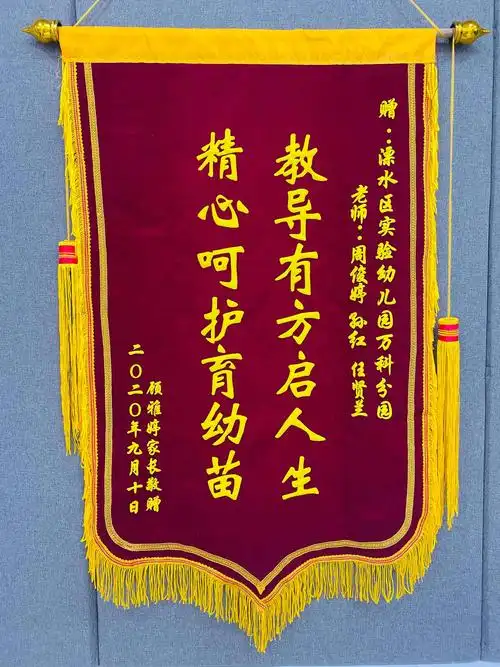 赠：溧水区实验幼儿园万科分园
老师：周俊婷 孙红 任贤兰
教导有方启人生
精心呵护育幼苗
顾雅婷家长敬赠
二〇二〇年九月十日